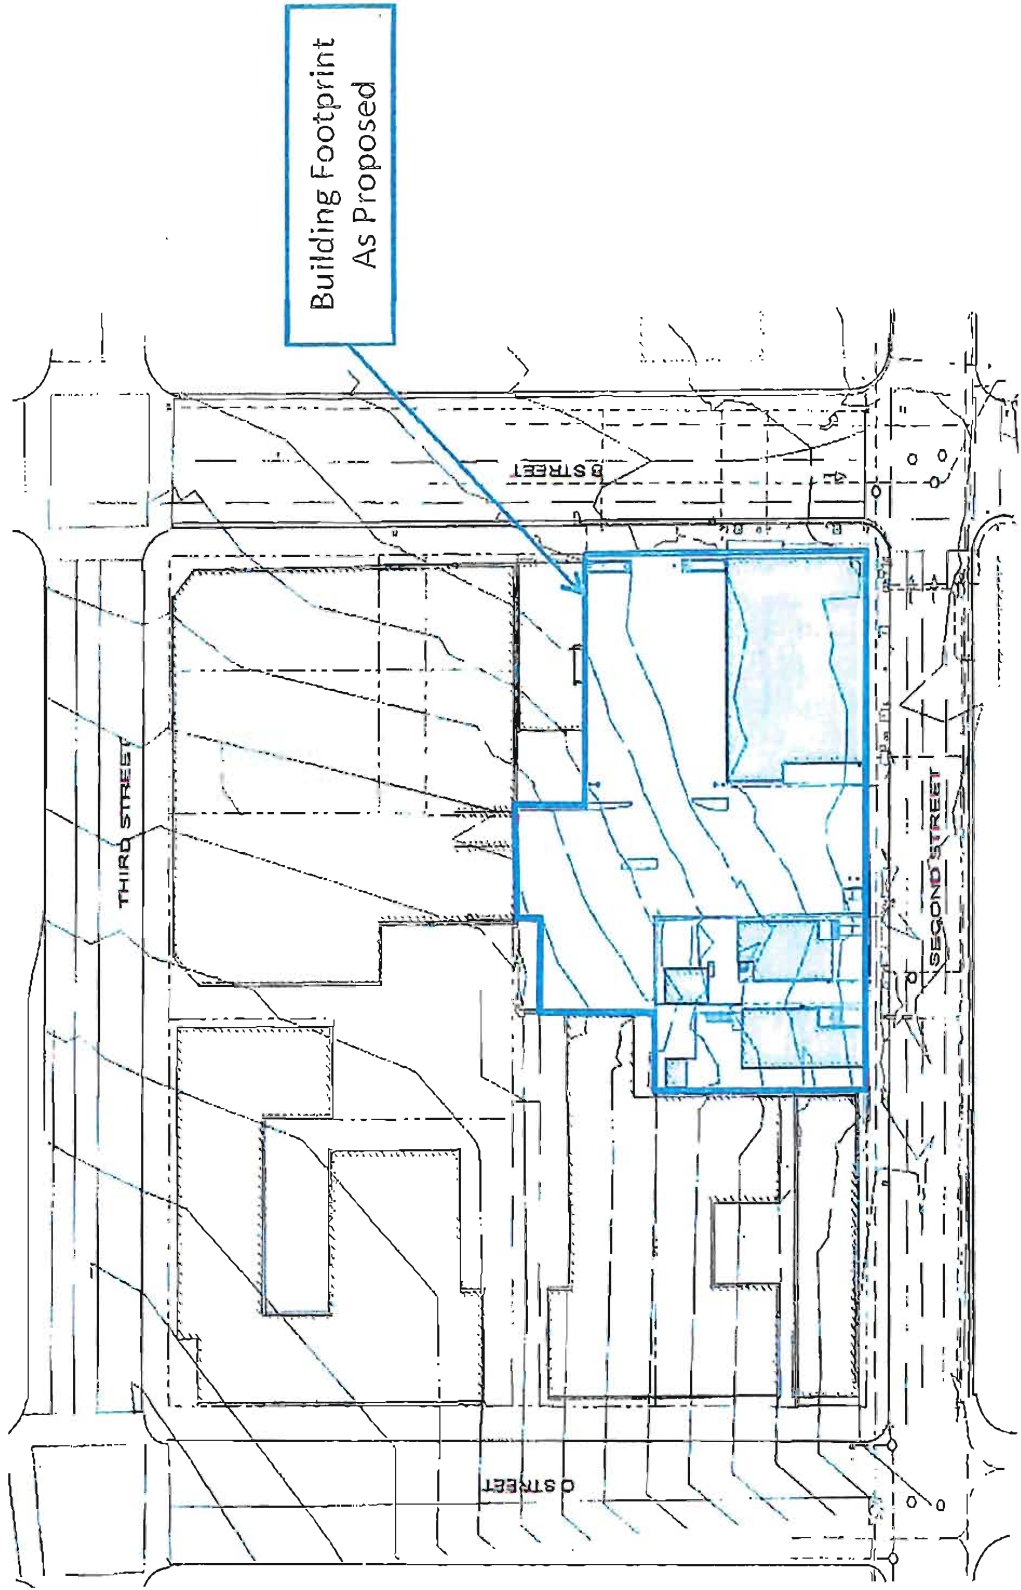 Building Footprint
As Proposed
B STREET
THIRD STREET
SECOND STREET
C STREET